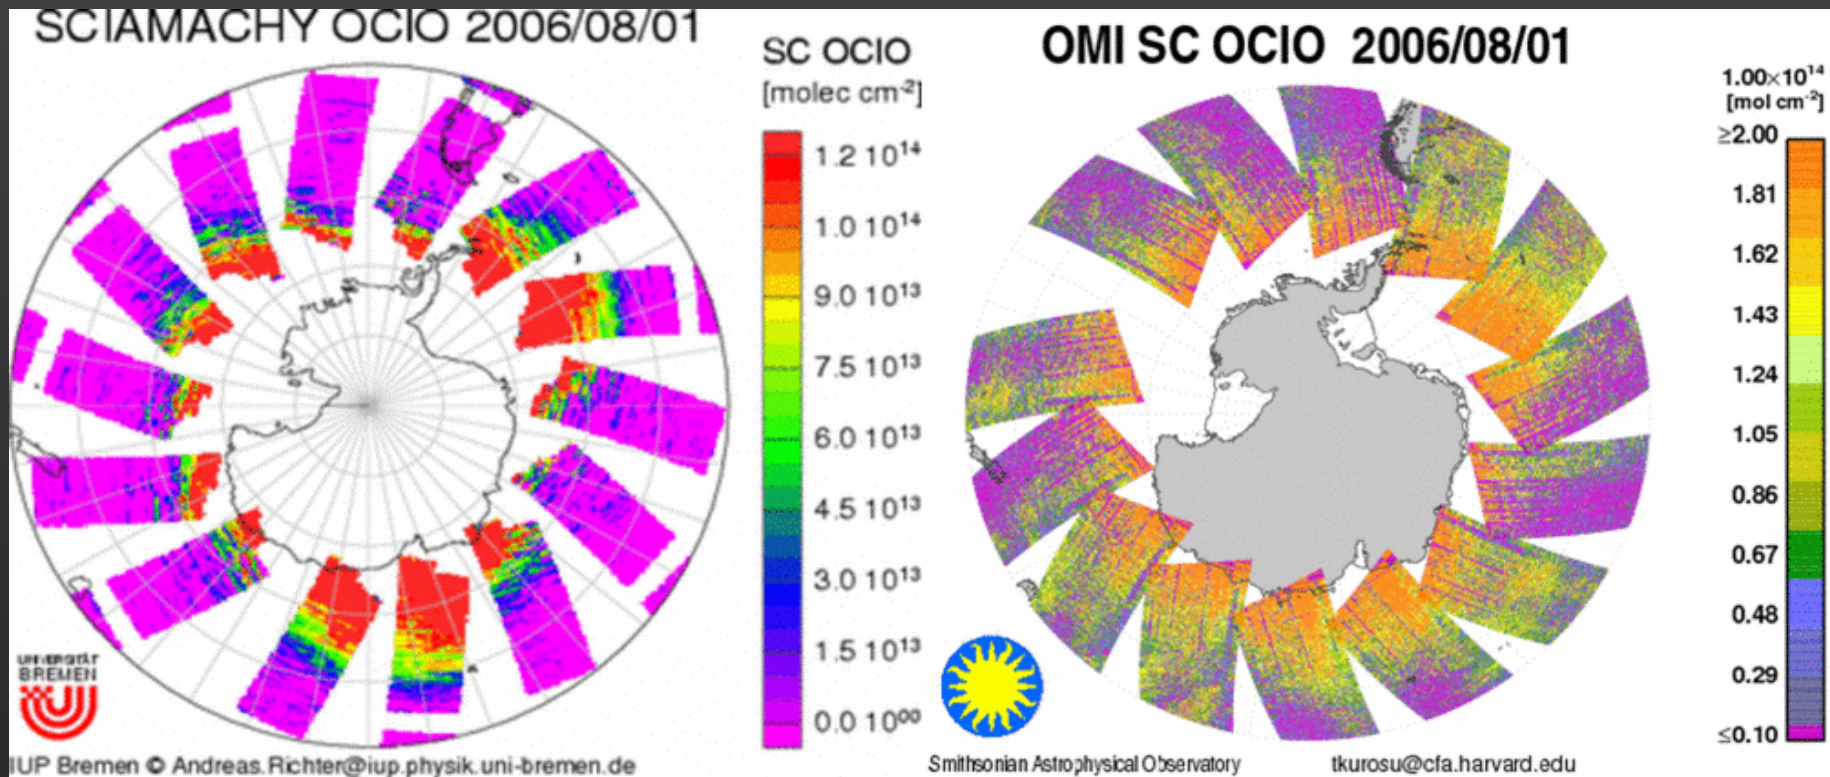 SCIAMACHY OClO 2006/08/01
SC OClO
[molec cm-2]
1.2 10¹⁴
1.0 10¹⁴
9.0 10¹³
7.5 10¹³
6.0 10¹³
4.5 10¹³
3.0 10¹³
1.5 10¹³
0.0 10⁰⁰
UNIVERSITÄT
BREMEN
IUP Bremen © Andreas.Richter@iup.physik.uni-bremen.de
OMI SC OClO 2006/08/01
1.00×10¹⁴
[mol cm-2]
≥2.00
1.81
1.62
1.43
1.24
1.05
0.86
0.67
0.48
0.29
≤0.10
Smithsonian Astrophysical Observatory
tkurosu@cfa.harvard.edu